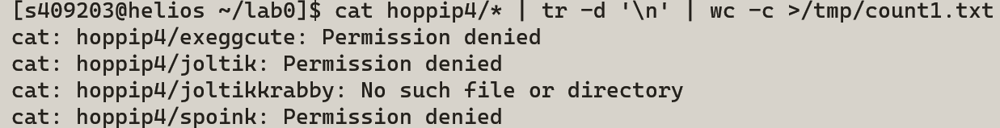 [s409203@helios ~/lab0]$ cat hoppip4/* | tr -d '\n' | wc -c >/tmp/count1.txt
cat: hoppip4/exeggcute: Permission denied
cat: hoppip4/joltik: Permission denied
cat: hoppip4/joltikkrabby: No such file or directory
cat: hoppip4/spoink: Permission denied